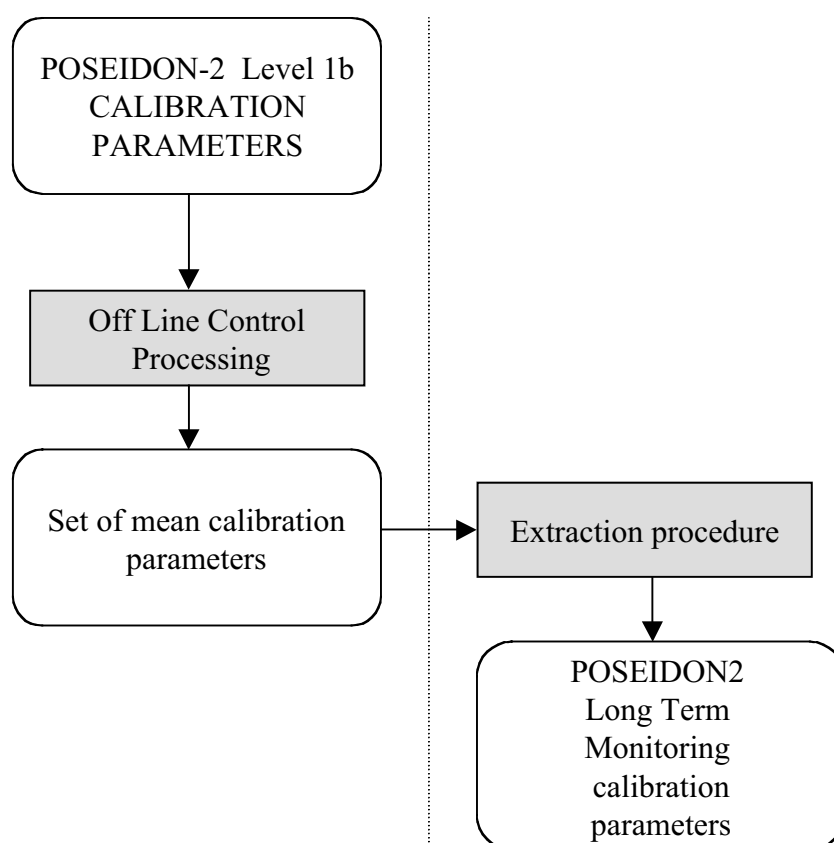 POSEIDON-2 Level 1b
CALIBRATION
PARAMETERS
Off Line Control
Processing
Set of mean calibration
parameters
Extraction procedure
POSEIDON2
Long Term
Monitoring
calibration
parameters